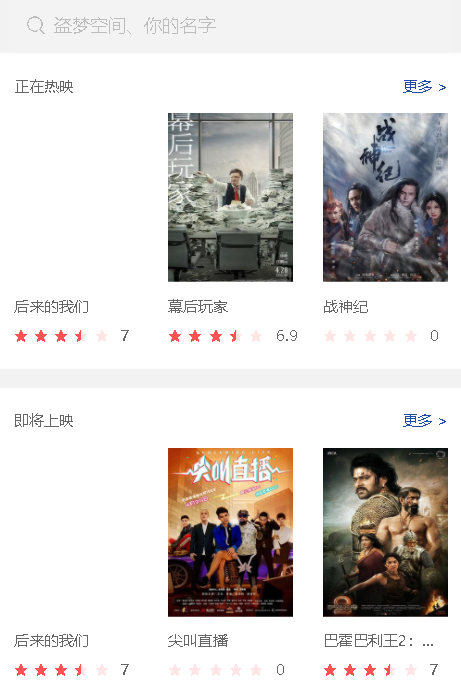 盗梦空间、你的名字
正在热映
更多 >
幕后玩家
4.28
战神纪
后来的我们
幕后玩家
战神纪
7
6.9
0
即将上映
更多 >
尖叫直播
后来的我们
尖叫直播
巴霍巴利王2：...
7
0
7